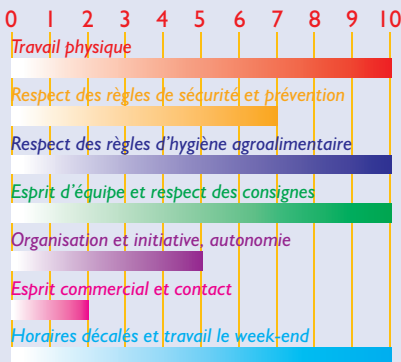 0 1 2 3 4 5 6 7 8 9 10
Travail physique
Respect des règles de sécurité et prévention
Respect des règles d'hygiène agroalimentaire
Esprit d'équipe et respect des consignes
Organisation et initiative, autonomie
Esprit commercial et contact
Horaires décalés et travail le week-end